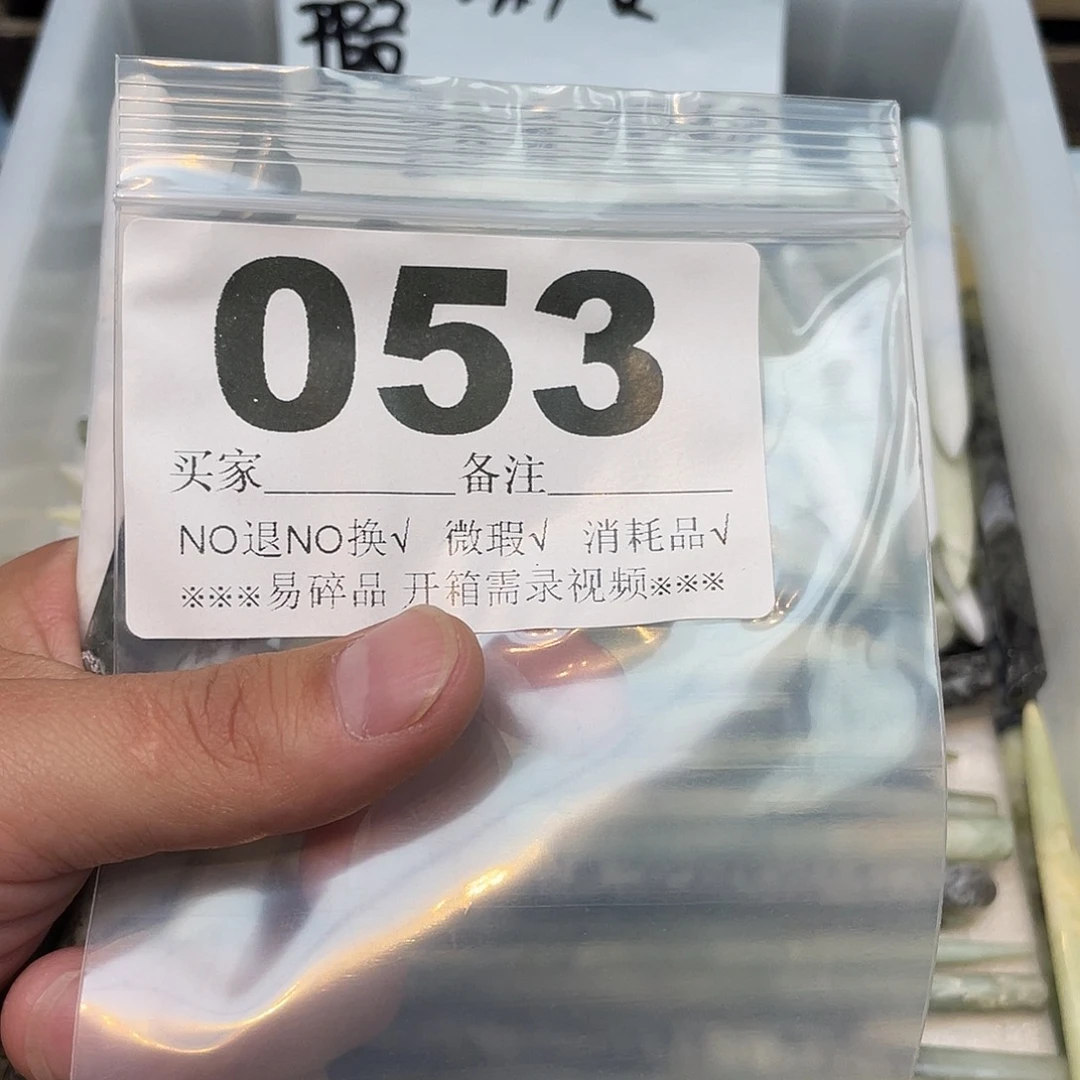 瑕
053
买家________备注________
NO退NO换√ 微瑕√ 消耗品√
※※※易碎品 开箱需录视频※※※